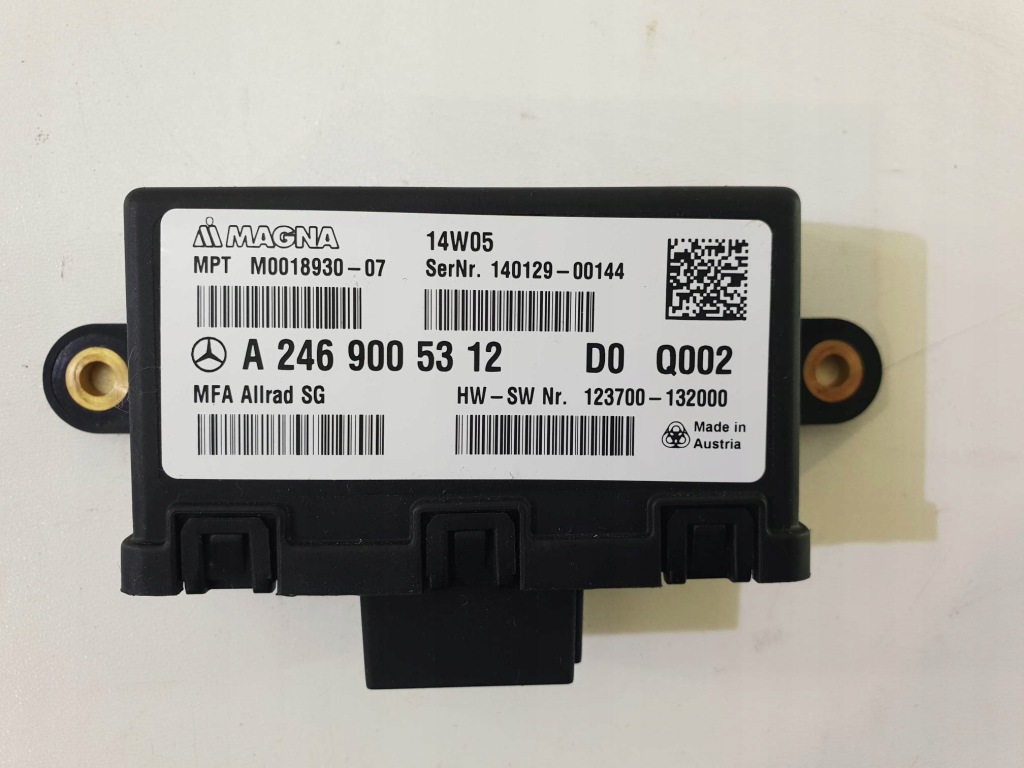 MAGNA
MPT M0018930-07
14W05
SerNr. 140129-00144
A 246 900 53 12 D0 Q002
MFA Allrad SG
HW-SW Nr. 123700-132000
Made in
Austria